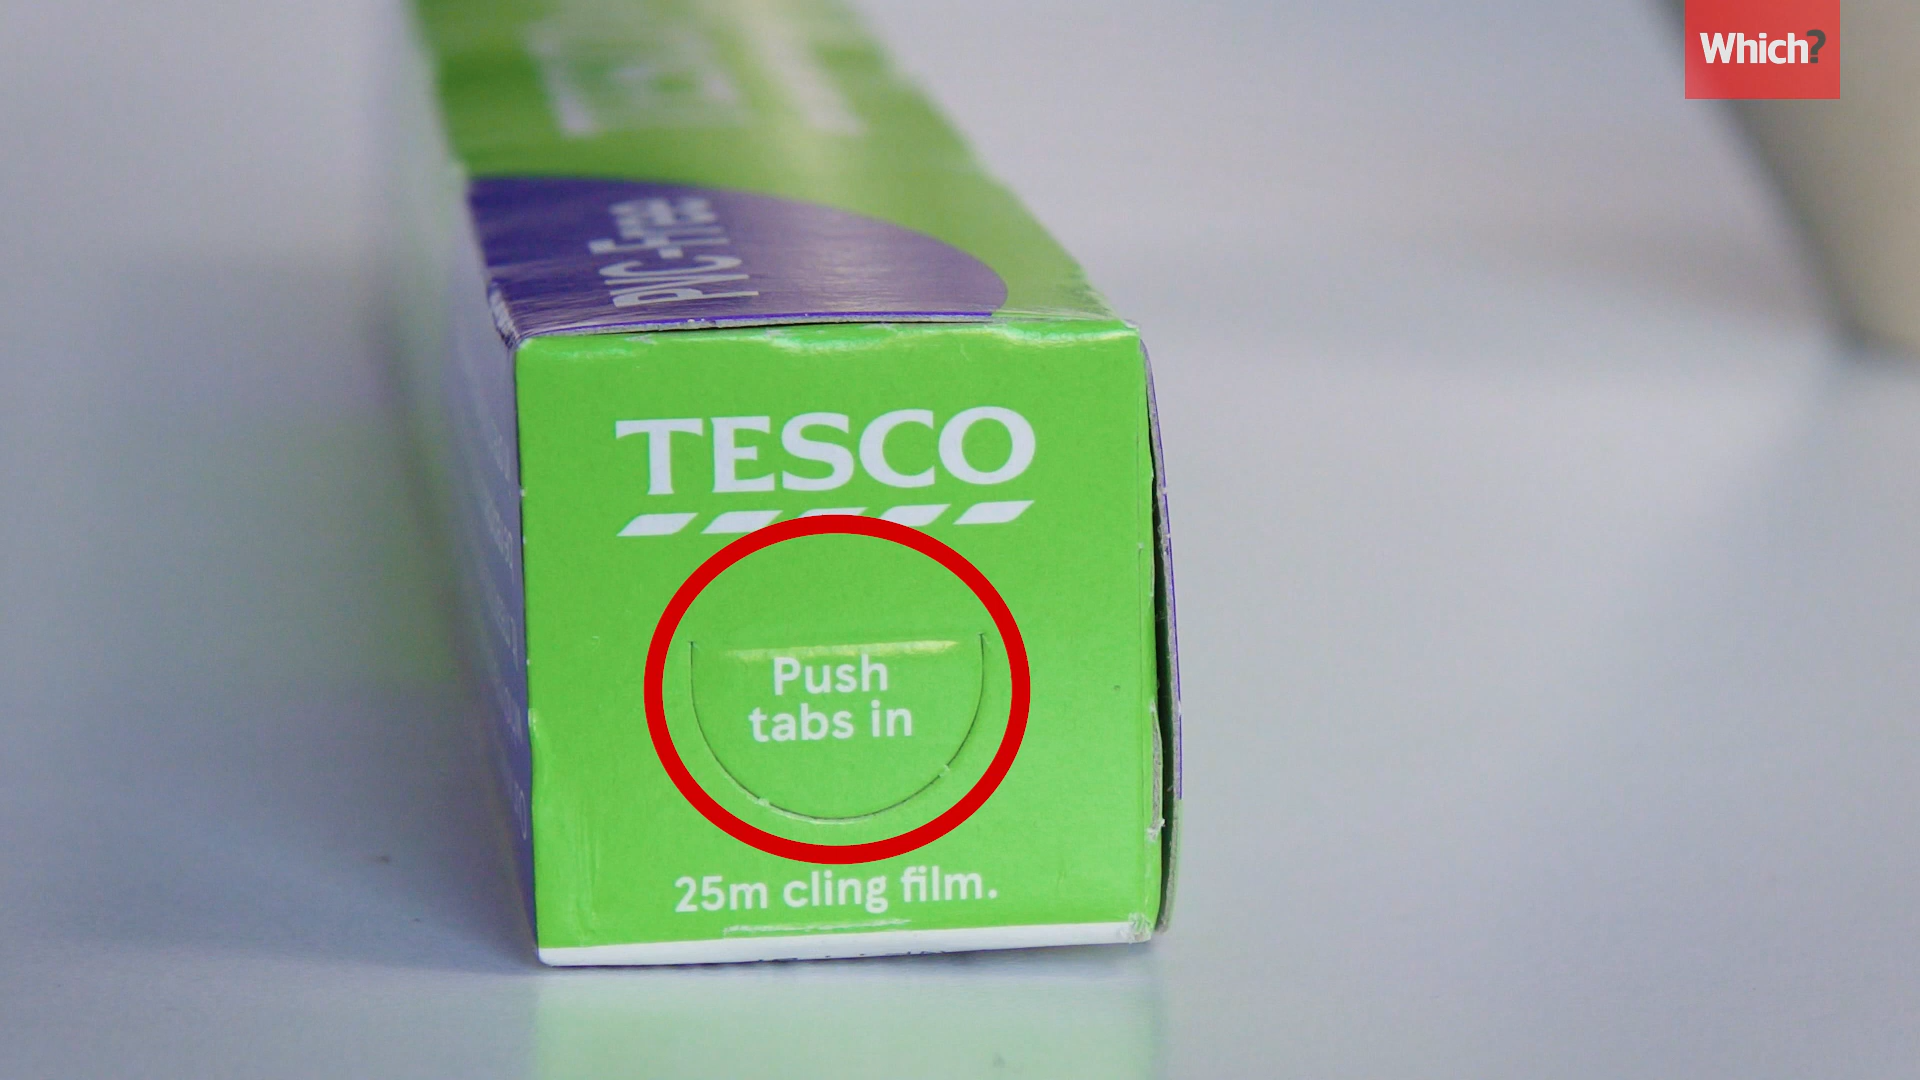 Which?
PVC-Free
TESCO
Push
tabs in
25m cling film.